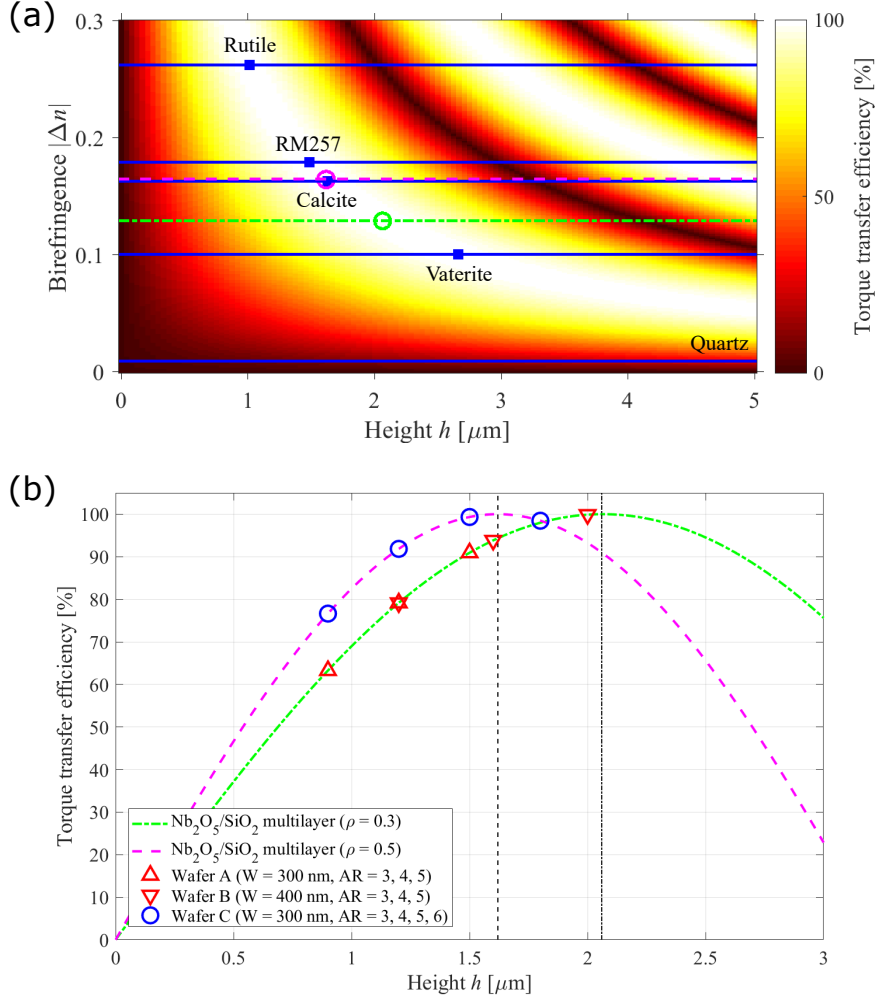 (a)
0.3
0.2
0.1
0
Birefringence |Δn|
Rutile
RM257
Calcite
Vaterite
Quartz
0 1 2 3 4 5
Height h [μm]
100
50
0
Torque transfer efficiency [%]
(b)
100
90
80
70
60
50
40
30
20
10
0
Torque transfer efficiency [%]
Nb₂O₅/SiO₂ multilayer (ρ = 0.3)
Nb₂O₅/SiO₂ multilayer (ρ = 0.5)
Wafer A (W = 300 nm, AR = 3, 4, 5)
Wafer B (W = 400 nm, AR = 3, 4, 5)
Wafer C (W = 300 nm, AR = 3, 4, 5, 6)
0 0.5 1 1.5 2 2.5 3
Height h [μm]